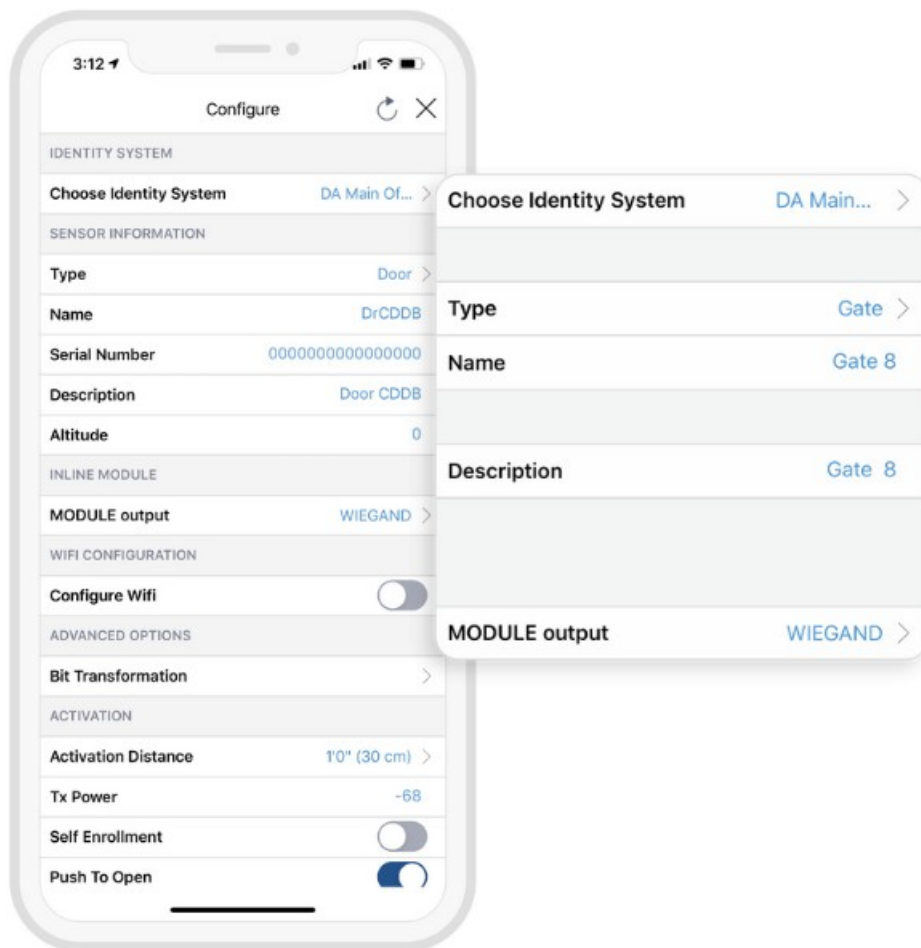 3:12
Configure
IDENTITY SYSTEM
Choose Identity System DA Main Of...
SENSOR INFORMATION
Type Door
Name DrCDDB
Serial Number 0000000000000000
Description Door CDDB
Altitude 0
INLINE MODULE
MODULE output WIEGAND
WIFI CONFIGURATION
Configure Wifi
ADVANCED OPTIONS
Bit Transformation
ACTIVATION
Activation Distance 1'0" (30 cm)
Tx Power -68
Self Enrollment
Push To Open
Choose Identity System DA Main...
Type Gate
Name Gate 8
Description Gate 8
MODULE output WIEGAND